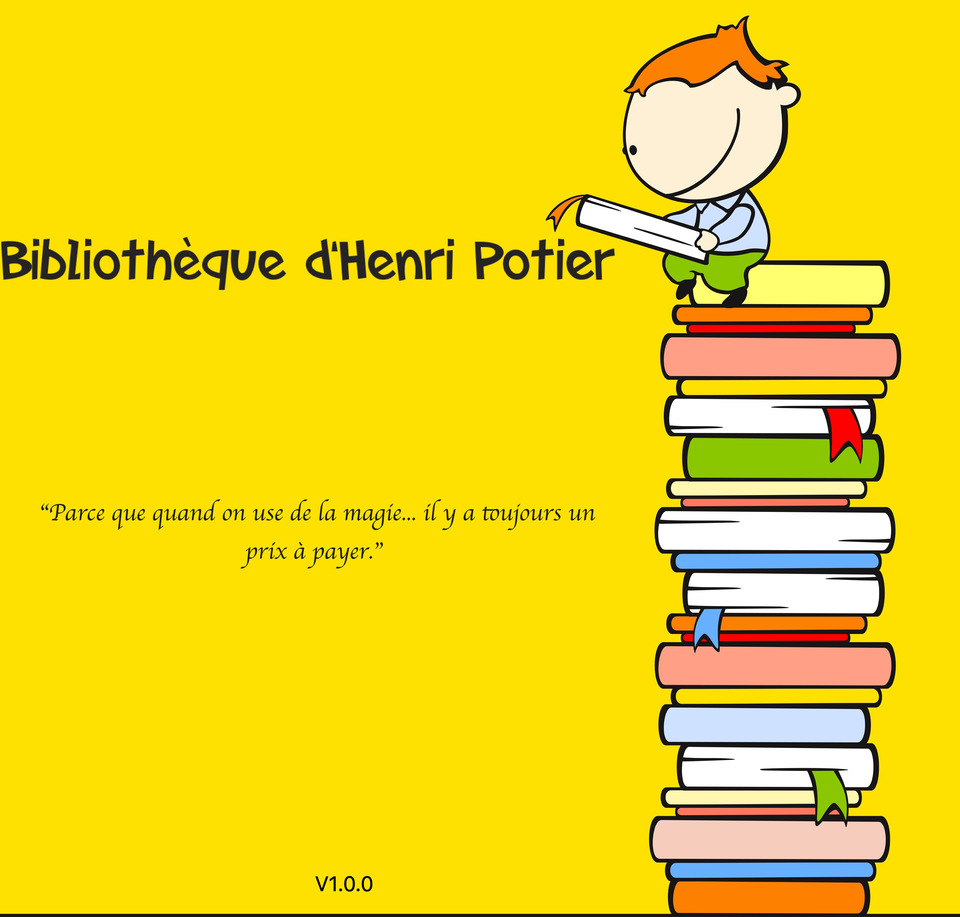 Bibliothèque d'Henri Potier
“Parce que quand on use de la magie... il y a toujours un
prix à payer.”
V1.0.0